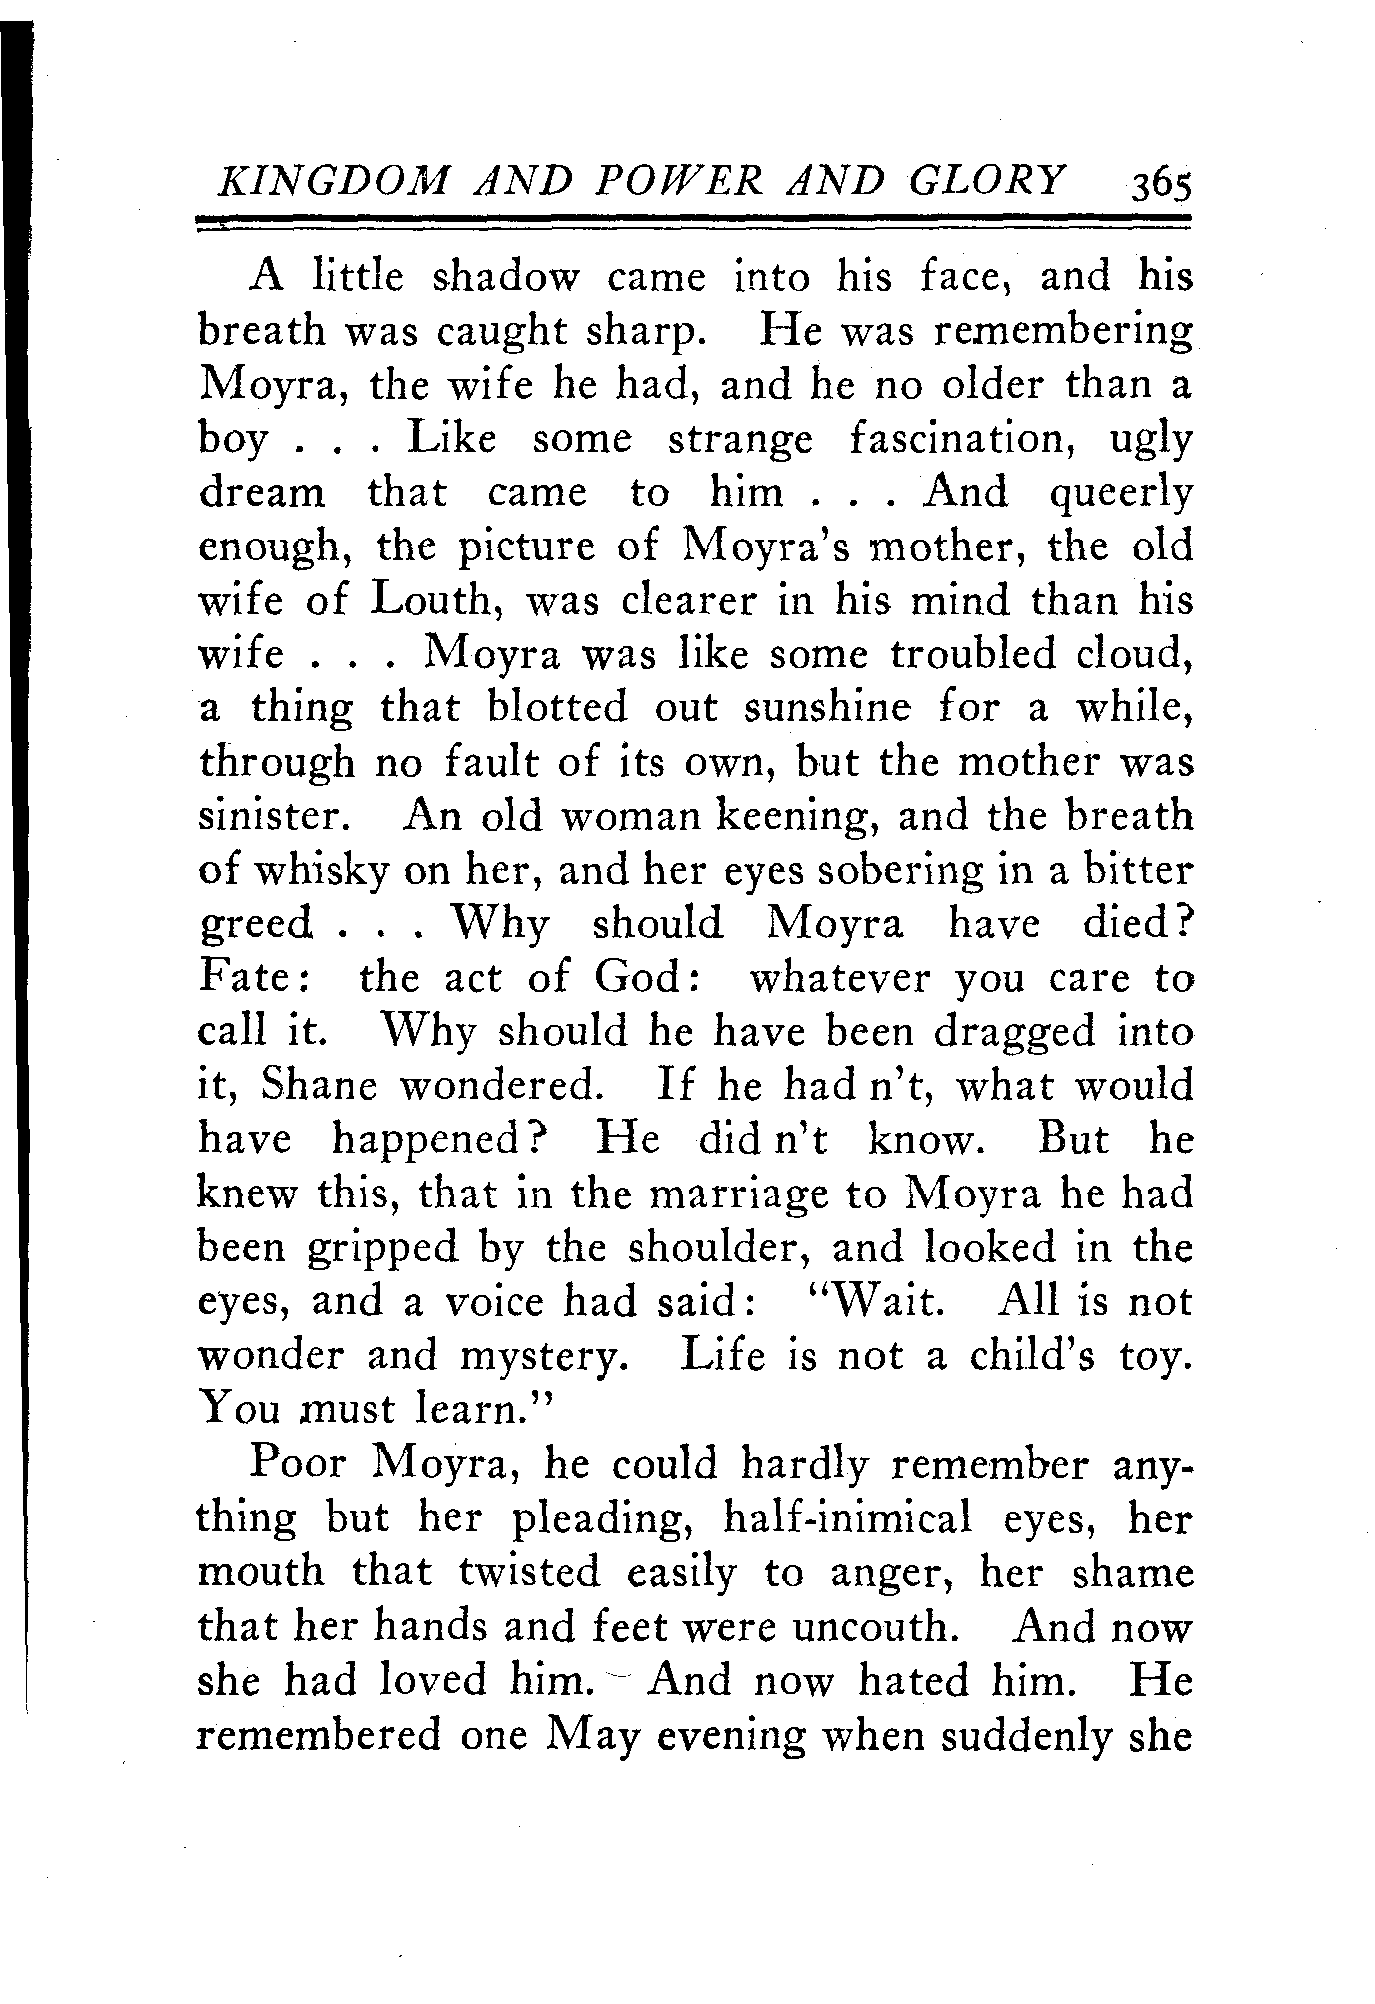 KINGDOM AND POWER AND GLORY 365
A little shadow came into his face, and his
breath was caught sharp. He was remembering
Moyra, the wife he had, and he no older than a
boy . . . Like some strange fascination, ugly
dream that came to him . . . And queerly
enough, the picture of Moyra's mother, the old
wife of Louth, was clearer in his mind than his
wife . . . Moyra was like some troubled cloud,
a thing that blotted out sunshine for a while,
through no fault of its own, but the mother was
sinister. An old woman keening, and the breath
of whisky on her, and her eyes sobering in a bitter
greed . . . Why should Moyra have died?
Fate: the act of God: whatever you care to
call it. Why should he have been dragged into
it, Shane wondered. If he had n't, what would
have happened? He did n't know. But he
knew this, that in the marriage to Moyra he had
been gripped by the shoulder, and looked in the
eyes, and a voice had said: "Wait. All is not
wonder and mystery. Life is not a child's toy.
You must learn."
Poor Moyra, he could hardly remember any-
thing but her pleading, half-inimical eyes, her
mouth that twisted easily to anger, her shame
that her hands and feet were uncouth. And now
she had loved him. And now hated him. He
remembered one May evening when suddenly she